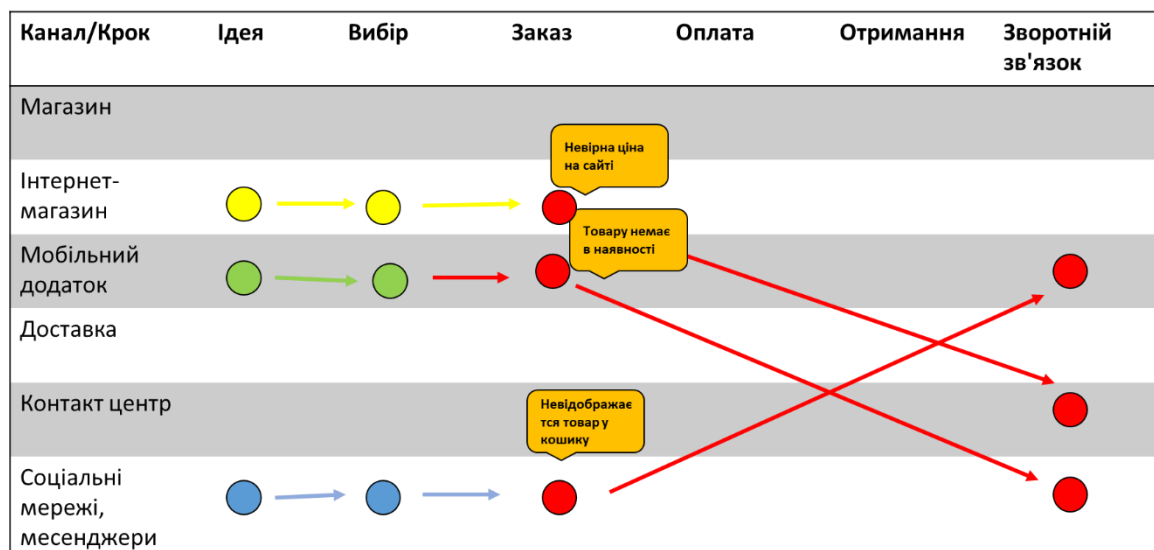 Канал/Крок Ідея Вибір Заказ Оплата Отримання Зворотній
зв'язок
Магазин
Невірна ціна
на сайті
Інтернет-
магазин
Товару немає
в наявності
Мобільний
додаток
Доставка
Контакт центр
Невідображає
тся товар у
кошику
Соціальні
мережі,
месенджери